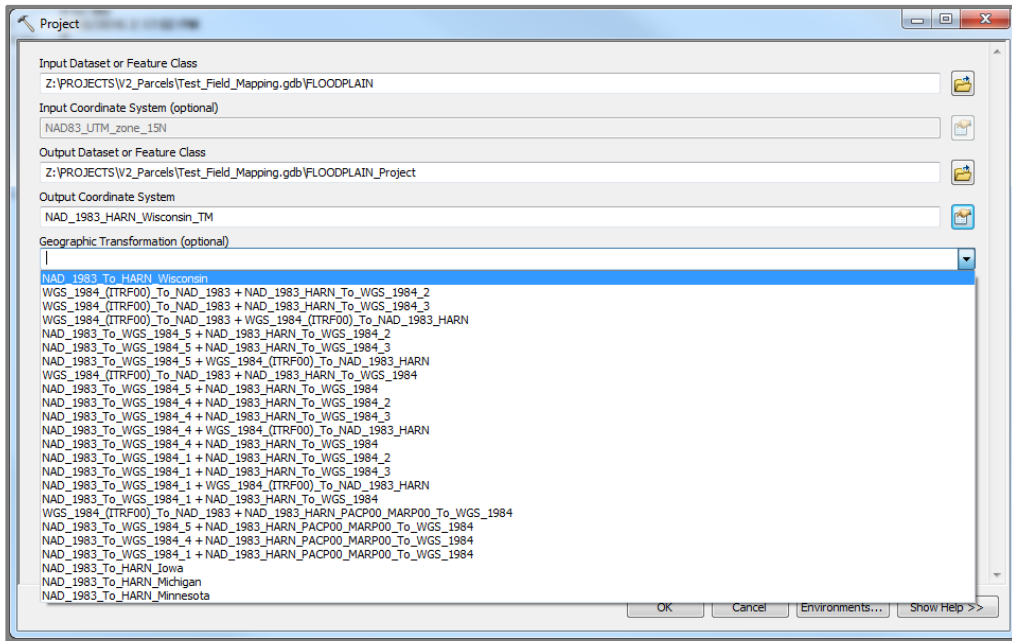 Project
Input Dataset or Feature Class
Z:\PROJECTS\V2_Parcels\Test_Field_Mapping.gdb\FLOODPLAIN
Input Coordinate System (optional)
NAD83_UTM_zone_15N
Output Dataset or Feature Class
Z:\PROJECTS\V2_Parcels\Test_Field_Mapping.gdb\FLOODPLAIN_Project
Output Coordinate System
NAD_1983_HARN_Wisconsin_TM
Geographic Transformation (optional)
NAD_1983_To_HARN_Wisconsin
WGS_1984_(ITRF00)_To_NAD_1983 + NAD_1983_HARN_To_WGS_1984_2
WGS_1984_(ITRF00)_To_NAD_1983 + NAD_1983_HARN_To_WGS_1984_3
WGS_1984_(ITRF00)_To_NAD_1983 + WGS_1984_(ITRF00)_To_NAD_1983_HARN
NAD_1983_To_WGS_1984_5 + NAD_1983_HARN_To_WGS_1984_2
NAD_1983_To_WGS_1984_5 + NAD_1983_HARN_To_WGS_1984_3
NAD_1983_To_WGS_1984_5 + WGS_1984_(ITRF00)_To_NAD_1983_HARN
WGS_1984_(ITRF00)_To_NAD_1983 + NAD_1983_HARN_To_WGS_1984
NAD_1983_To_WGS_1984_5 + NAD_1983_HARN_To_WGS_1984
NAD_1983_To_WGS_1984_4 + NAD_1983_HARN_To_WGS_1984_2
NAD_1983_To_WGS_1984_4 + NAD_1983_HARN_To_WGS_1984_3
NAD_1983_To_WGS_1984_4 + WGS_1984_(ITRF00)_To_NAD_1983_HARN
NAD_1983_To_WGS_1984_4 + NAD_1983_HARN_To_WGS_1984
NAD_1983_To_WGS_1984_1 + NAD_1983_HARN_To_WGS_1984_2
NAD_1983_To_WGS_1984_1 + NAD_1983_HARN_To_WGS_1984_3
NAD_1983_To_WGS_1984_1 + WGS_1984_(ITRF00)_To_NAD_1983_HARN
NAD_1983_To_WGS_1984_1 + NAD_1983_HARN_To_WGS_1984
WGS_1984_(ITRF00)_To_NAD_1983 + NAD_1983_HARN_PACP00_MARP00_To_WGS_1984
NAD_1983_To_WGS_1984_5 + NAD_1983_HARN_PACP00_MARP00_To_WGS_1984
NAD_1983_To_WGS_1984_4 + NAD_1983_HARN_PACP00_MARP00_To_WGS_1984
NAD_1983_To_WGS_1984_1 + NAD_1983_HARN_PACP00_MARP00_To_WGS_1984
NAD_1983_To_HARN_Iowa
NAD_1983_To_HARN_Michigan
NAD_1983_To_HARN_Minnesota
OK Cancel Environments... Show Help >>